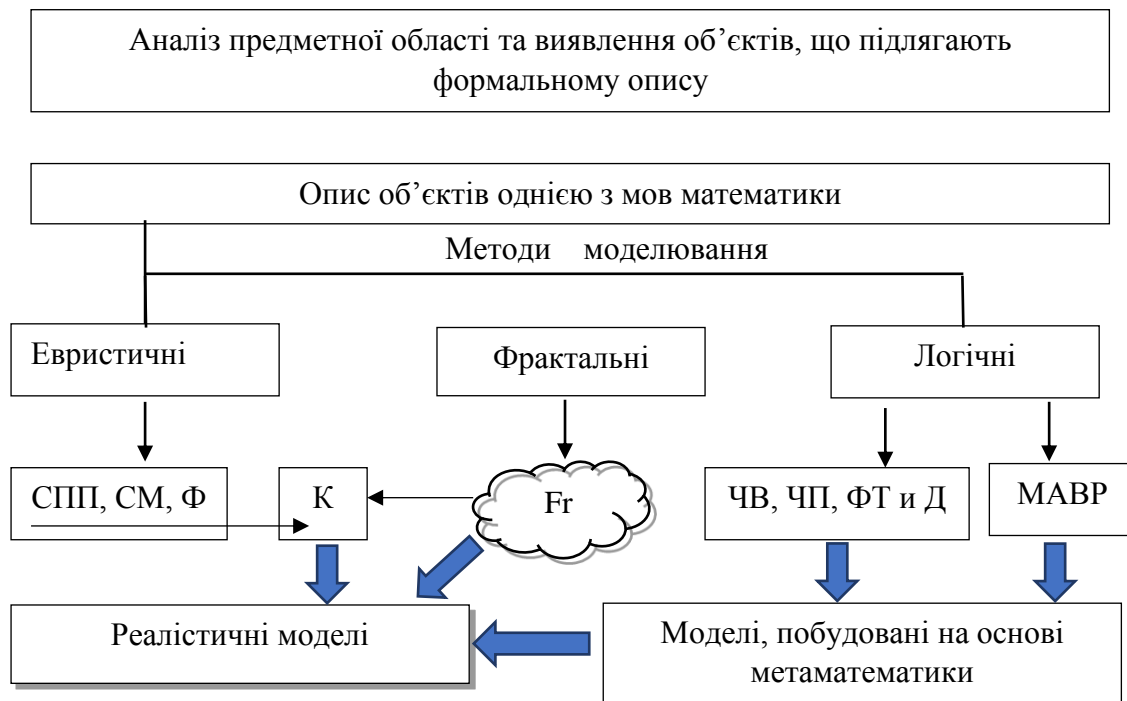 Аналіз предметної області та виявлення об’єктів, що підлягають
формальному опису
Опис об’єктів однією з мов математики
Методи моделювання
Евристичні
Фрактальні
Логічні
СПП, СМ, Ф
К
Fr
ЧВ, ЧП, ФТ и Д
МАВР
Реалістичні моделі
Моделі, побудовані на основі
метаматематики